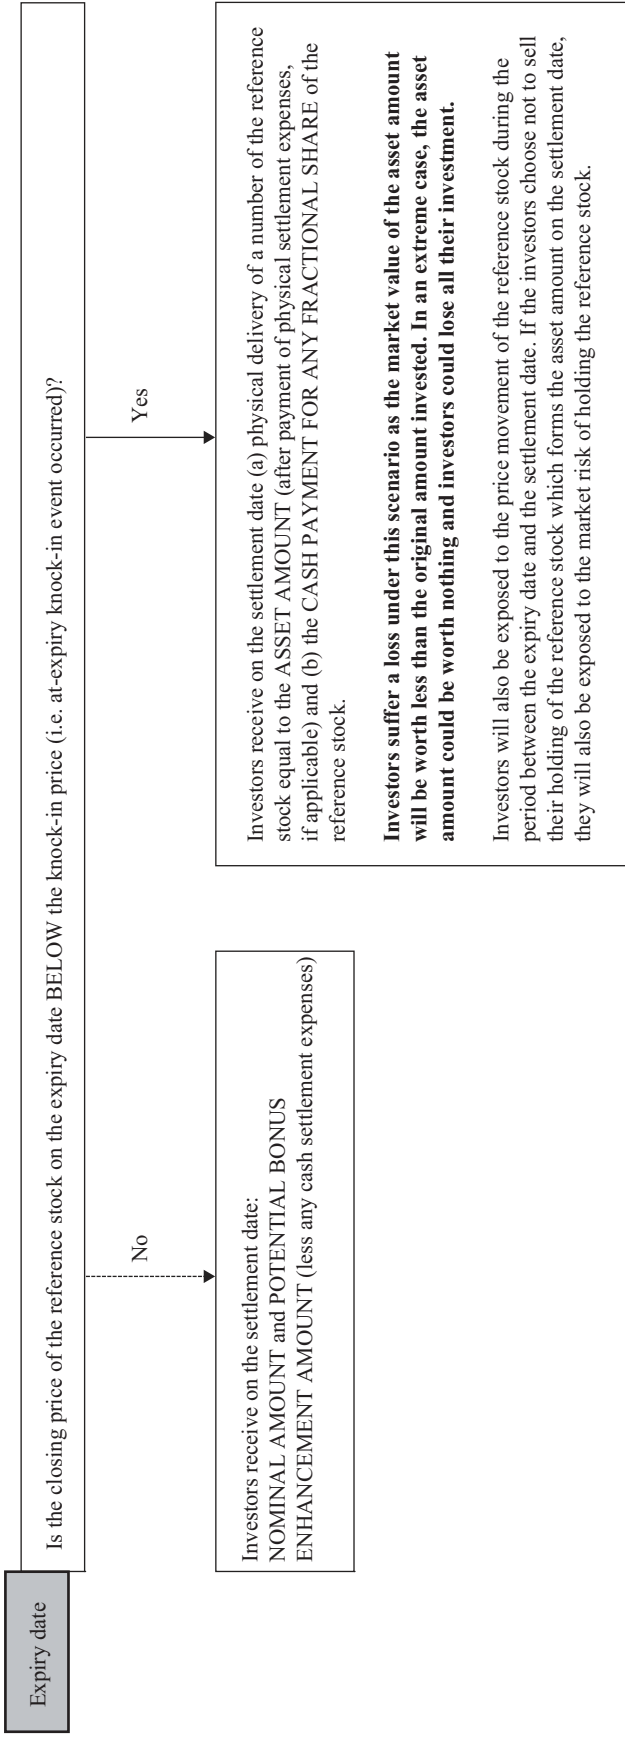 Expiry date
Is the closing price of the reference stock on the expiry date BELOW the knock-in price (i.e. at-expiry knock-in event occurred)?
No
Yes
Investors receive on the settlement date:
NOMINAL AMOUNT and POTENTIAL BONUS
ENHANCEMENT AMOUNT (less any cash settlement expenses)
Investors receive on the settlement date (a) physical delivery of a number of the reference
stock equal to the ASSET AMOUNT (after payment of physical settlement expenses,
if applicable) and (b) the CASH PAYMENT FOR ANY FRACTIONAL SHARE of the
reference stock.
Investors suffer a loss under this scenario as the market value of the asset amount
will be worth less than the original amount invested. In an extreme case, the asset
amount could be worth nothing and investors could lose all their investment.
Investors will also be exposed to the price movement of the reference stock during the
period between the expiry date and the settlement date. If the investors choose not to sell
their holding of the reference stock which forms the asset amount on the settlement date,
they will also be exposed to the market risk of holding the reference stock.